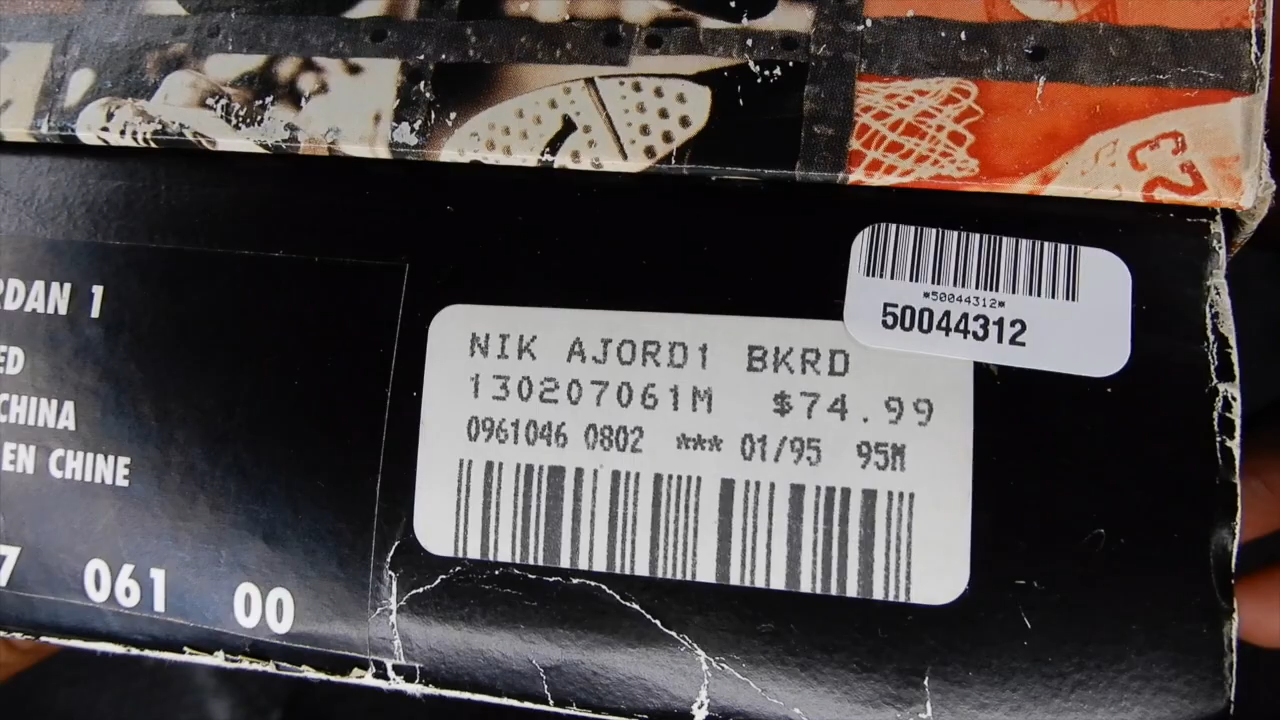 RDAN 1
ED
CHINA
EN CHINE
7 061 00
*50044312*
50044312
NIK AJORD1 BKRD
130207061M $74.99
0961046 0802 *** 01/95 95M
23